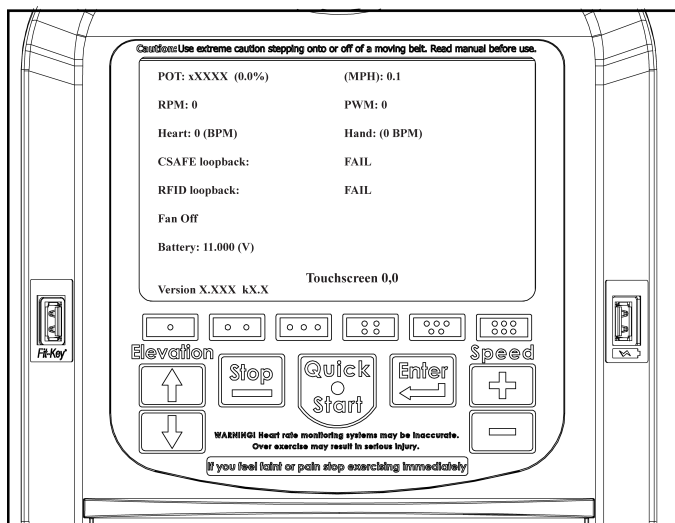 Caution: Use extreme caution stepping onto or off of a moving belt. Read manual before use.
POT: xXXXX (0.0%) (MPH): 0.1
RPM: 0 PWM: 0
Heart: 0 (BPM) Hand: (0 BPM)
CSAFE loopback: FAIL
RFID loopback: FAIL
Fan Off
Battery: 11.000 (V)
Touchscreen 0,0
Version X.XXX kX.X
Fit-Key
Elevation
Speed
Stop
Quick
Start
Enter
WARNING! Heart rate monitoring systems may be inaccurate.
Over exercise may result in serious injury.
If you feel faint or pain stop exercising immediately